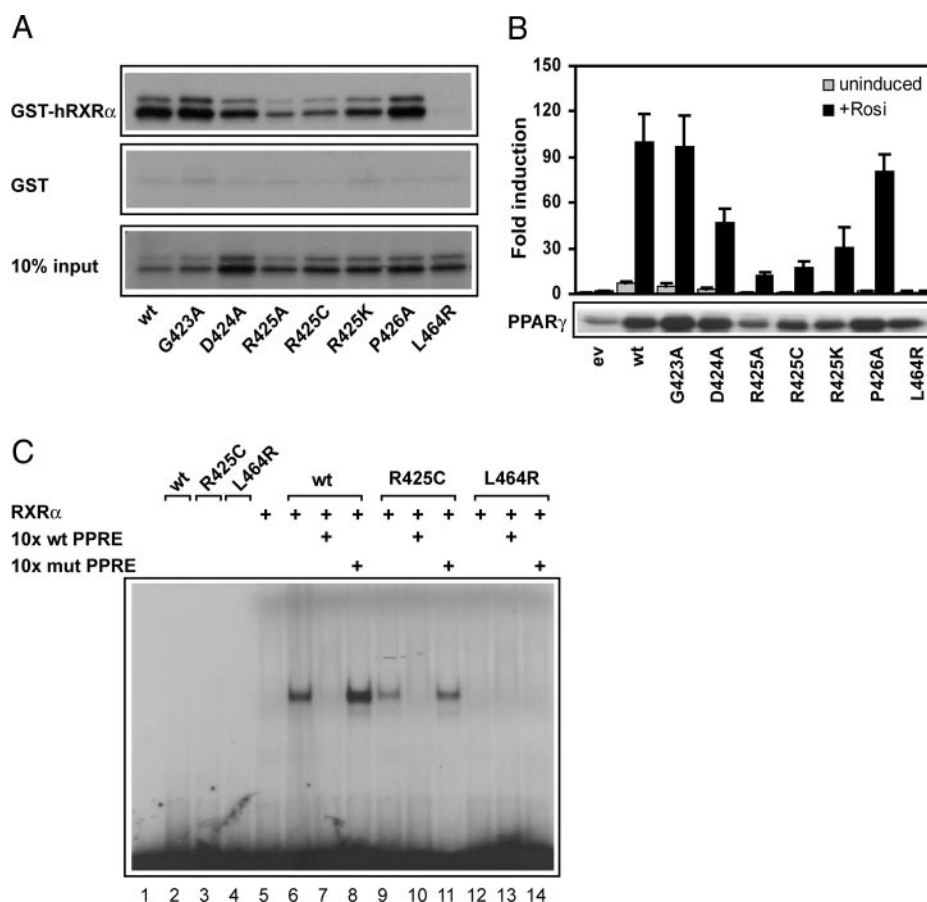 A
GST-hRXRα
GST
10% input
wt
G423A
D424A
R425A
R425C
R425K
P426A
L464R
B
Fold induction
150
120
90
60
30
0
uninduced
+Rosi
PPARγ
ev
wt
G423A
D424A
R425A
R425C
R425K
P426A
L464R
C
wt
R425C
L464R
wt
R425C
L464R
RXRα + + + + + + + + + +
10x wt PPRE + + +
10x mut PPRE + + +
1 2 3 4 5 6 7 8 9 10 11 12 13 14